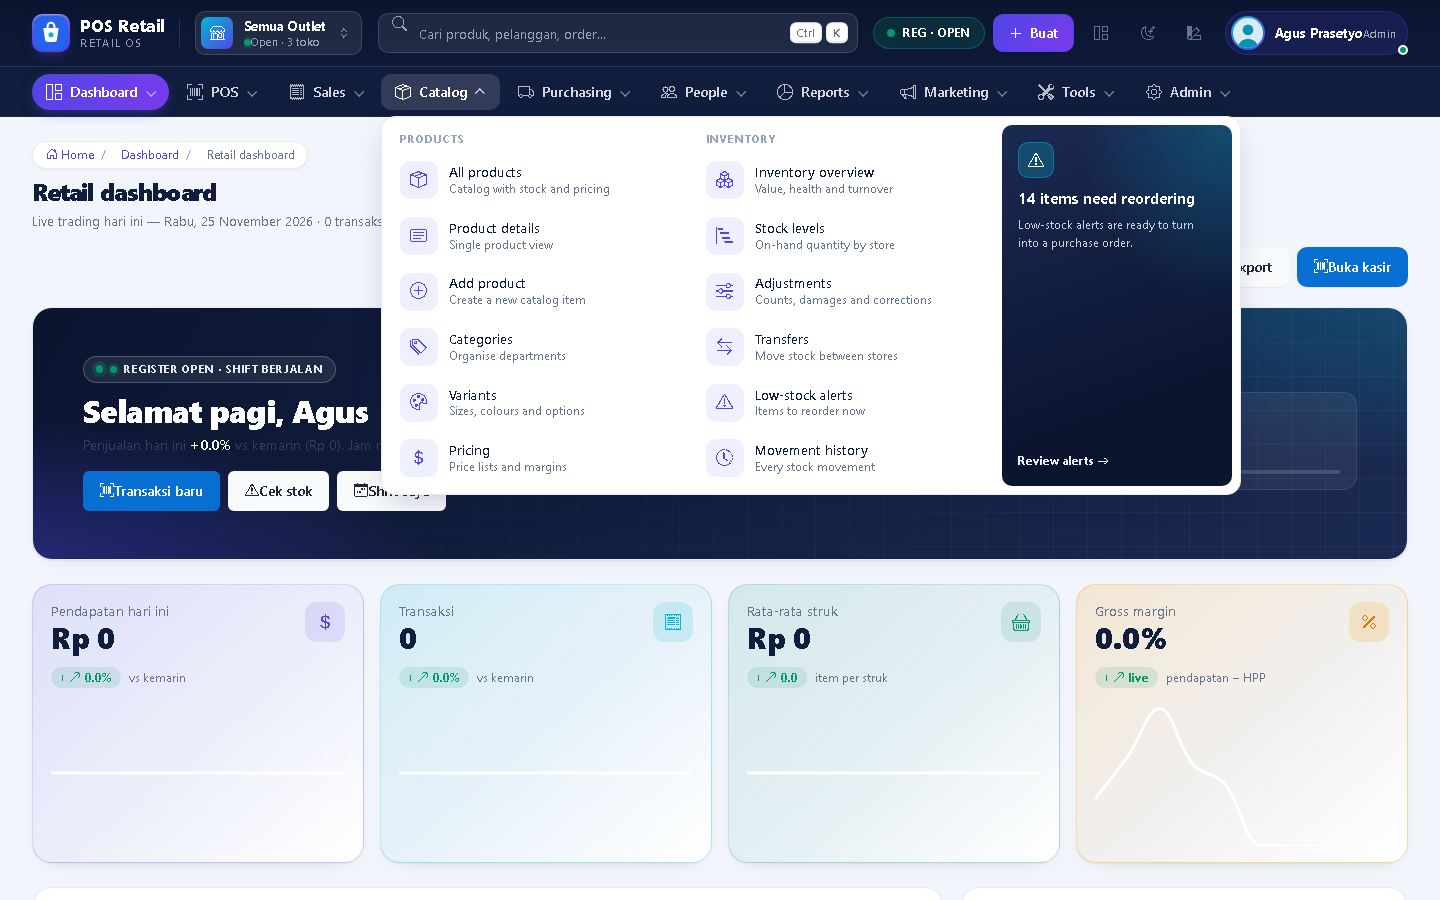 POS Retail
RETAIL OS
Semua Outlet
Open · 3 toko
Cari produk, pelanggan, order...
Ctrl K
REG · OPEN
+ Buat
Agus Prasetyo Admin
Dashboard
POS
Sales
Catalog
Purchasing
People
Reports
Marketing
Tools
Admin
Home / Dashboard / Retail dashboard
Retail dashboard
Live trading hari ini — Rabu, 25 November 2026 · 0
Buka kasir
PRODUCTS
All products
Catalog with stock and pricing
Product details
Single product view
Add product
Create a new catalog item
Categories
Organise departments
Variants
Sizes, colours and options
Pricing
Price lists and margins
INVENTORY
Inventory overview
Value, health and turnover
Stock levels
On-hand quantity by store
Adjustments
Counts, damages and corrections
Transfers
Move stock between stores
Low-stock alerts
Items to reorder now
Movement history
Every stock movement
14 items need reordering
Low-stock alerts are ready to turn
into a purchase order.
Review alerts →
REGISTER OPEN · SHIFT BERJALAN
Selamat pagi, Agus
Penjualan hari ini +0.0% vs kemarin (Rp 0). Jam
Transaksi baru
Cek stok
Pendapatan hari ini
Rp 0
↗ 0.0% vs kemarin
Transaksi
0
↗ 0.0% vs kemarin
Rata-rata struk
Rp 0
↗ 0.0 item per struk
Gross margin
0.0%
↗ live pendapatan – HPP